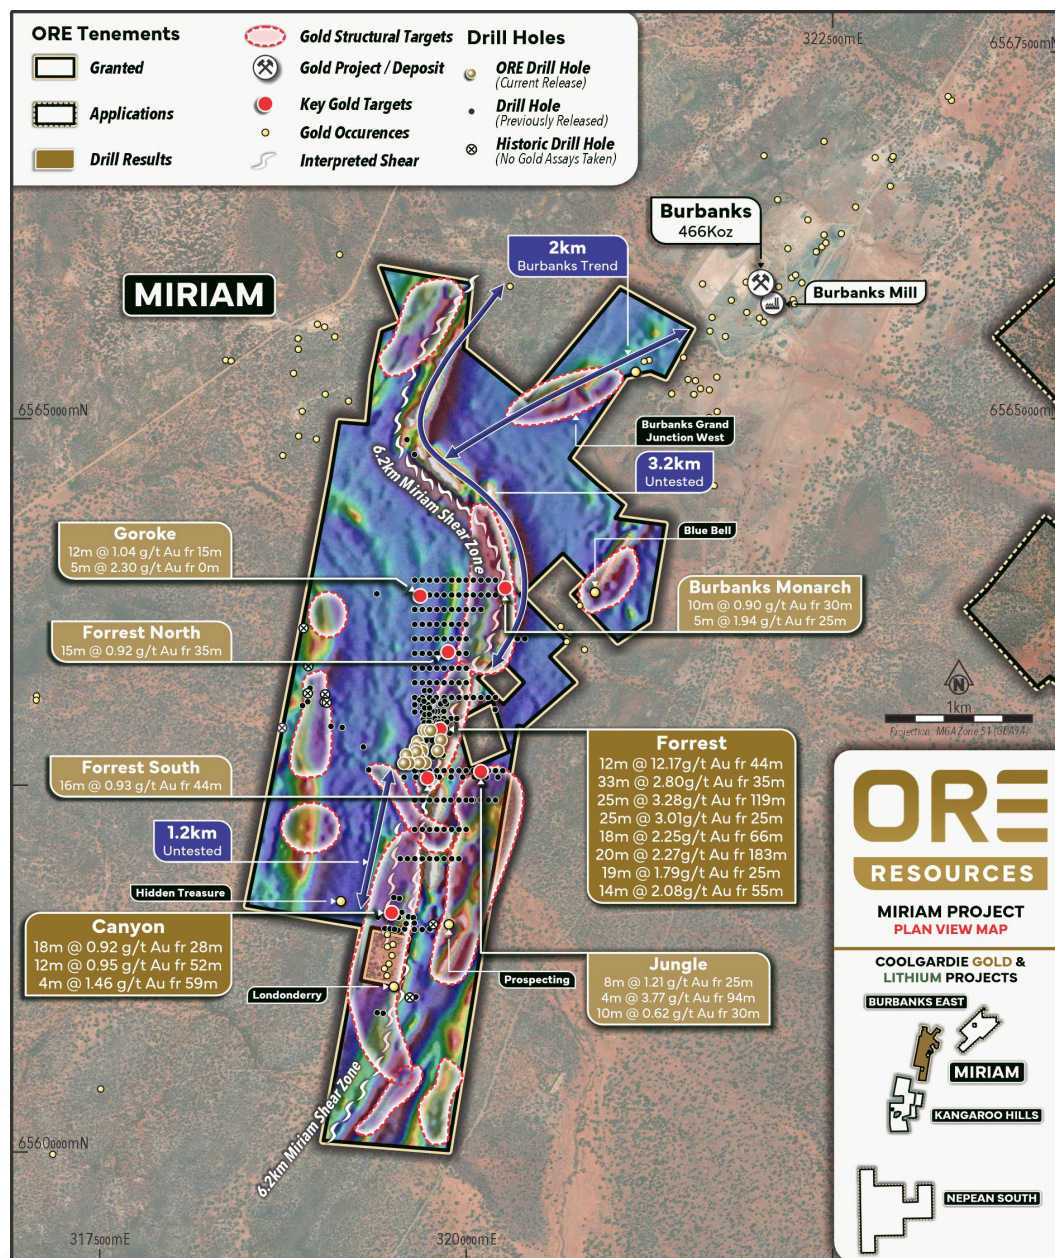 ORE Tenements
Granted
Applications
Drill Results
Gold Structural Targets
Gold Project / Deposit
Key Gold Targets
Gold Occurences
Interpreted Shear
Drill Holes
ORE Drill Hole
(Current Release)
Drill Hole
(Previously Released)
Historic Drill Hole
(No Gold Assays Taken)
322500mE
6567500mN
MIRIAM
2km
Burbanks Trend
Burbanks
466Koz
Burbanks Mill
6565000mN
6565000mN
Burbanks Grand
Junction West
3.2km
Untested
6.2km Miriam Shear Zone
Blue Bell
Goroke
12m @ 1.04 g/t Au fr 15m
5m @ 2.30 g/t Au fr 0m
Burbanks Monarch
10m @ 0.90 g/t Au fr 30m
5m @ 1.94 g/t Au fr 25m
Forrest North
15m @ 0.92 g/t Au fr 35m
N
1km
Projection: MGA Zone 51 (GDA94)
Forrest South
16m @ 0.93 g/t Au fr 44m
Forrest
12m @ 12.17g/t Au fr 44m
33m @ 2.80g/t Au fr 35m
25m @ 3.28g/t Au fr 119m
25m @ 3.01g/t Au fr 25m
18m @ 2.25g/t Au fr 66m
20m @ 2.27g/t Au fr 183m
19m @ 1.79g/t Au fr 25m
14m @ 2.08g/t Au fr 55m
1.2km
Untested
Hidden Treasure
Canyon
18m @ 0.92 g/t Au fr 28m
12m @ 0.95 g/t Au fr 52m
4m @ 1.46 g/t Au fr 59m
Londonderry
Prospecting
Jungle
8m @ 1.21 g/t Au fr 25m
4m @ 3.77 g/t Au fr 94m
10m @ 0.62 g/t Au fr 30m
6.2km Miriam Shear Zone
6560000mN
317500mE
320000mE
ORE
RESOURCES
MIRIAM PROJECT
PLAN VIEW MAP
COOLGARDIE GOLD &
LITHIUM PROJECTS
BURBANKS EAST
MIRIAM
KANGAROO HILLS
NEPEAN SOUTH